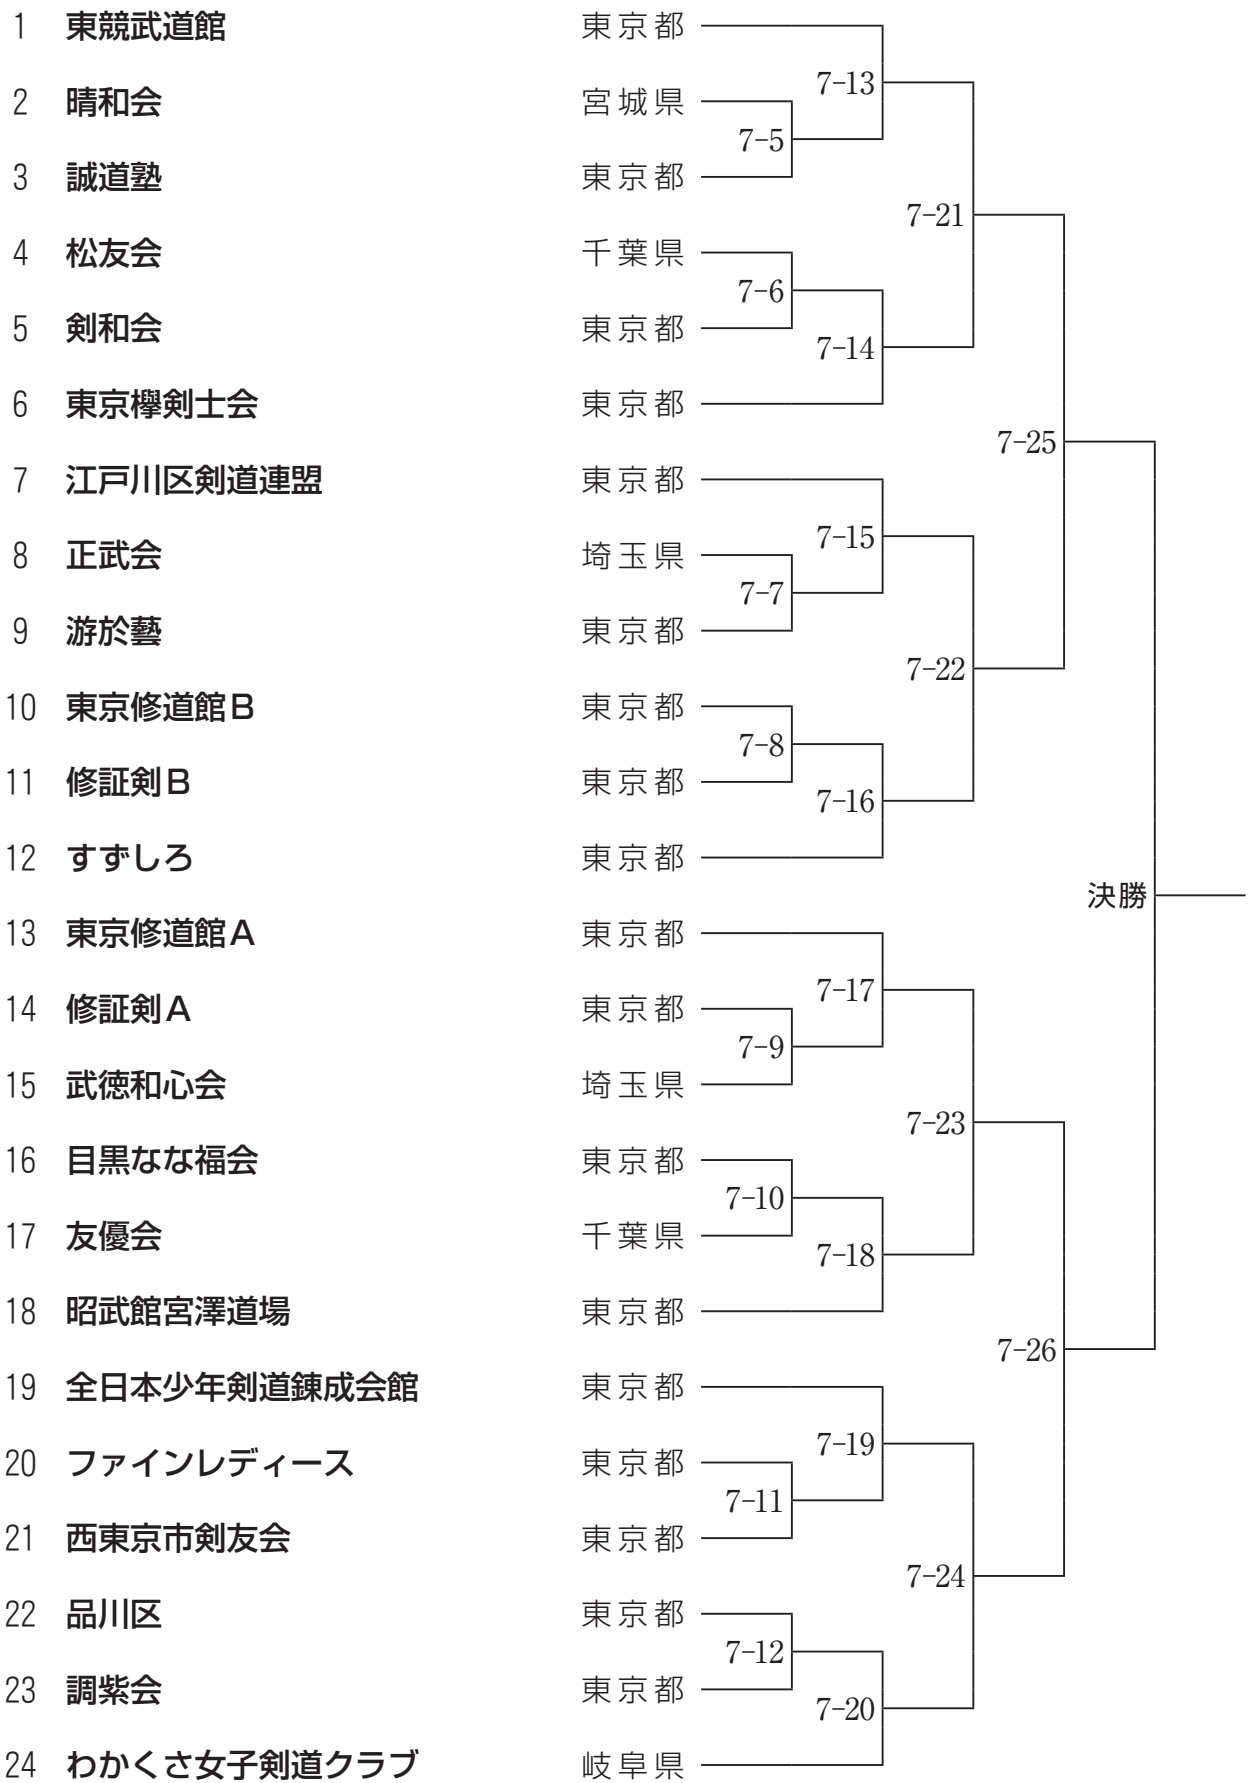 1 東競武道館 東京都
7-13
2 晴和会 宮城県
7-5
3 誠道塾 東京都
7-21
4 松友会 千葉県
7-6
5 剣和会 東京都
7-14
6 東京欅剣士会 東京都
7-25
7 江戸川区剣道連盟 東京都
7-15
8 正武会 埼玉県
7-7
9 游於藝 東京都
7-22
10 東京修道館B 東京都
7-8
11 修証剣B 東京都
7-16
12 すずしろ 東京都
決勝
13 東京修道館A 東京都
7-17
14 修証剣A 東京都
7-9
15 武徳和心会 埼玉県
7-23
16 目黒なな福会 東京都
7-10
17 友優会 千葉県
7-18
18 昭武館宮澤道場 東京都
7-26
19 全日本少年剣道錬成会館 東京都
7-19
20 ファインレディース 東京都
7-11
21 西東京市剣友会 東京都
7-24
22 品川区 東京都
7-12
23 調紫会 東京都
7-20
24 わかくさ女子剣道クラブ 岐阜県